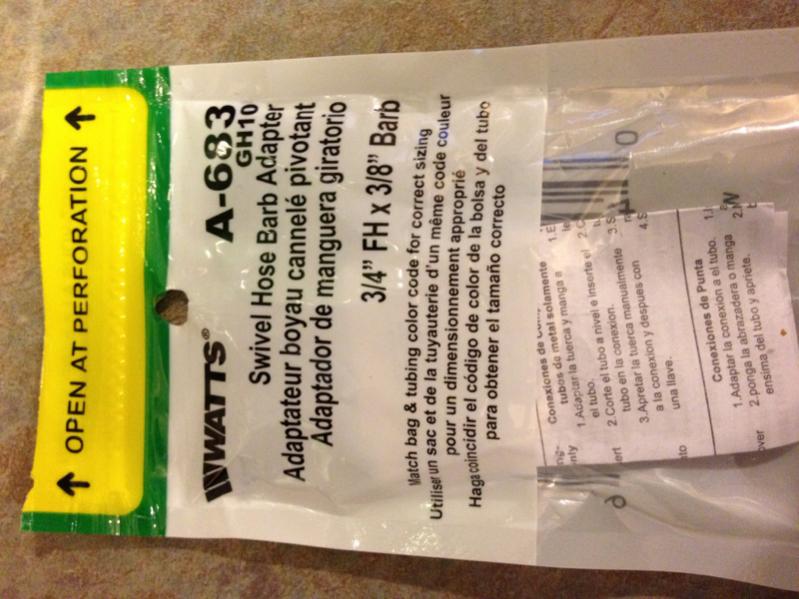 ↑ OPEN AT PERFORATION ↑
WATTS® A-683
GH10
Swivel Hose Barb Adapter
Adaptateur boyau cannelé pivotant
Adaptador de manguera giratorio
3/4" FH x 3/8" Barb
Match bag & tubing color code for correct sizing
Utiliser un sac et de la tuyauterie d'un même code couleur
pour un dimensionnement approprié
Haga coincidir el código de color de la bolsa y del tubo
para obtener el tamaño correcto
Conexiones de
tubos de metal solamente
1.Adaptar la tuerca y manga a
el tubo.
2.Corte el tubo a nivel e inserte el
tubo en la conexion.
3.Apretar la tuerca manualmente
a la conexion y despues con
una llave.
Conexiones de Punta
1.Adaptar la conexion a el tubo.
2.ponga la abrazadera o manga
ensima del tubo y apriete.